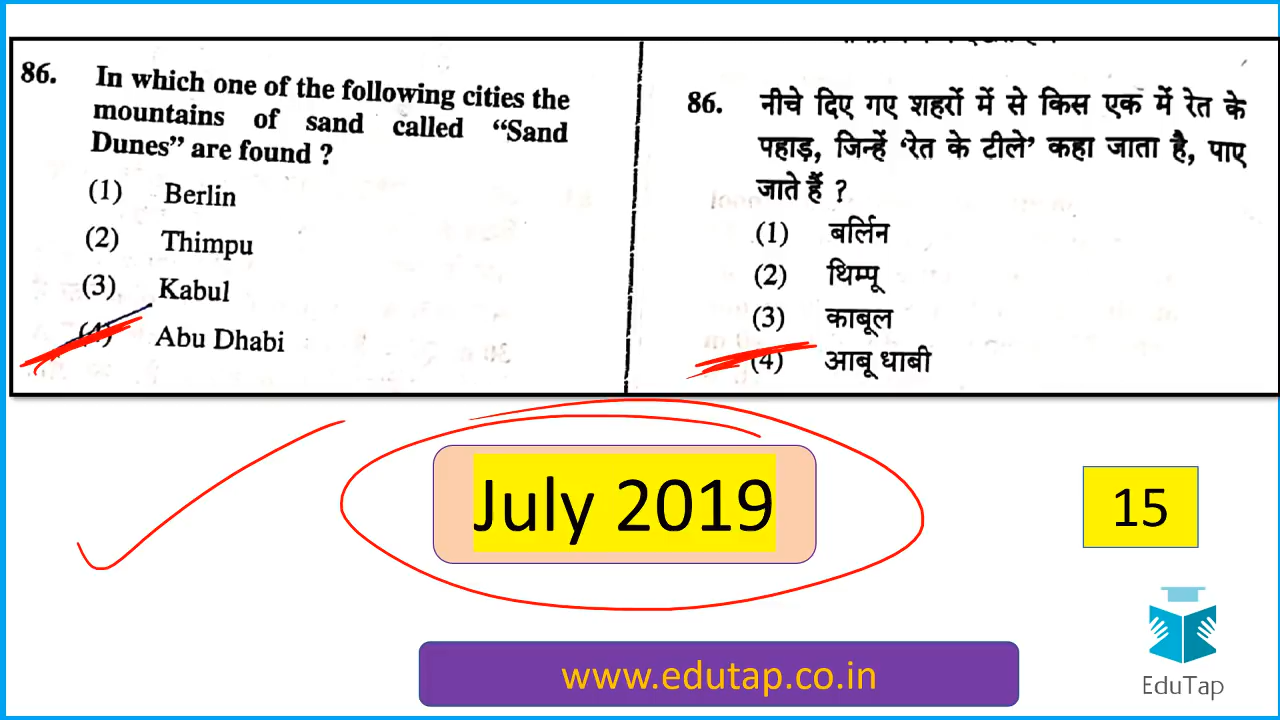 86. In which one of the following cities the
mountains of sand called “Sand
Dunes” are found ?
(1) Berlin
(2) Thimpu
(3) Kabul
(4) Abu Dhabi
86. नीचे दिए गए शहरों में से किस एक में रेत के
पहाड़, जिन्हें ‘रेत के टीले’ कहा जाता है, पाए
जाते हैं ?
(1) बर्लिन
(2) थिम्पू
(3) काबूल
(4) आबू धाबी
July 2019
15
www.edutap.co.in
EduTap